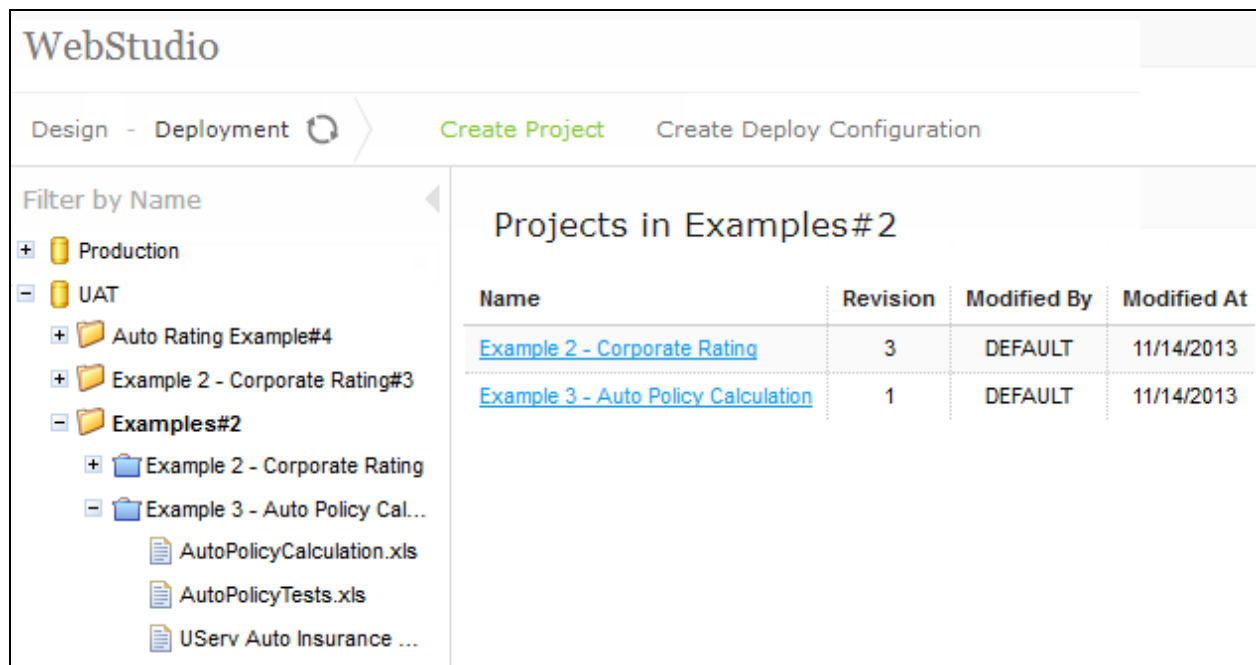 WebStudio
Design - Deployment
Create Project
Create Deploy Configuration
Filter by Name
Production
UAT
Auto Rating Example#4
Example 2 - Corporate Rating#3
Examples#2
Example 2 - Corporate Rating
Example 3 - Auto Policy Cal...
AutoPolicyCalculation.xls
AutoPolicyTests.xls
UServ Auto Insurance ...
Projects in Examples#2
Name Revision Modified By Modified At
Example 2 - Corporate Rating 3 DEFAULT 11/14/2013
Example 3 - Auto Policy Calculation 1 DEFAULT 11/14/2013